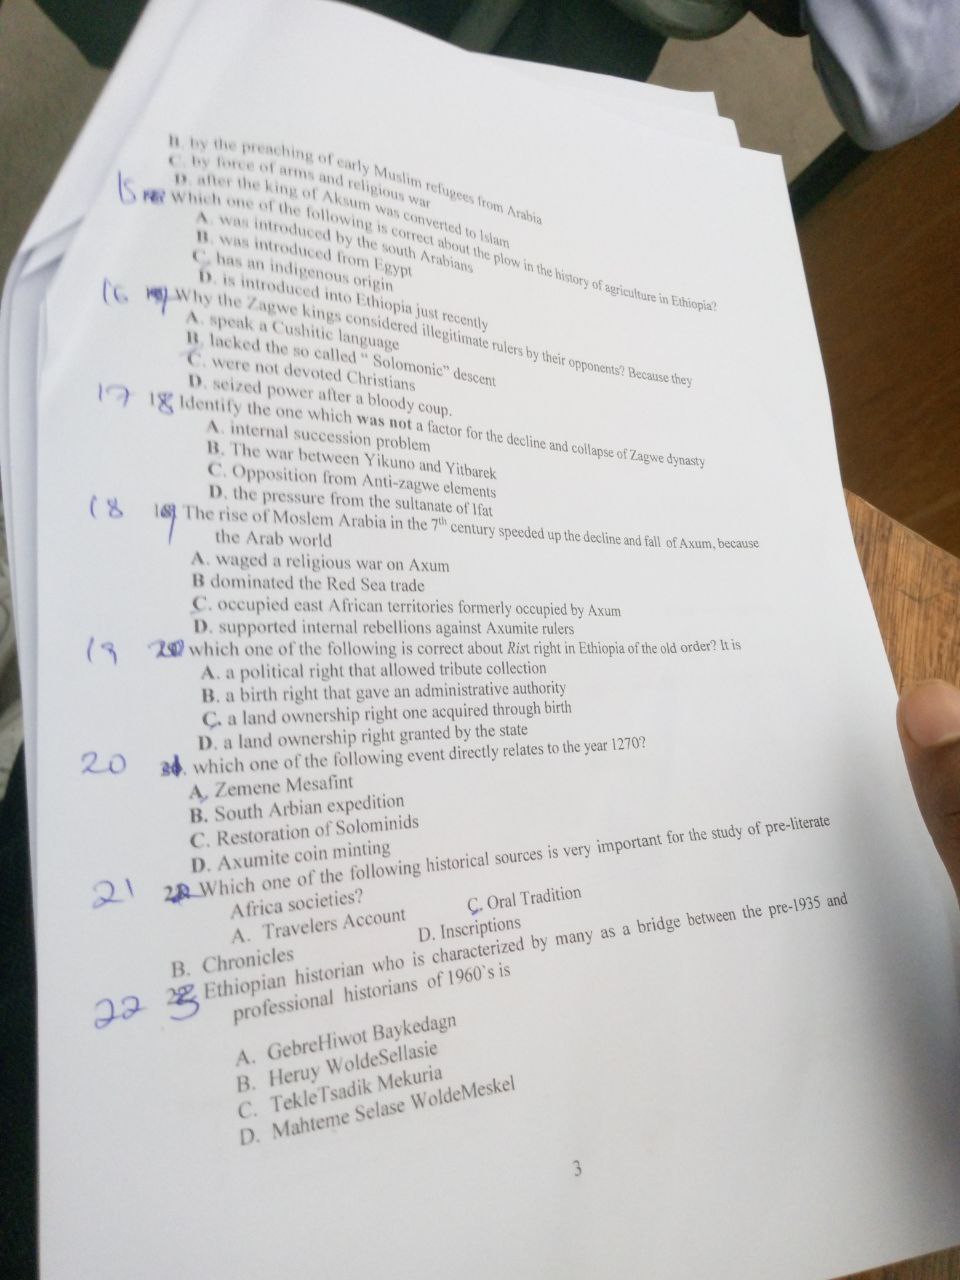 B. by the preaching of early Muslim refugees from Arabia
C. by force of arms and religious war
D. after the king of Aksum was converted to Islam
15 Which one of the following is correct about the plow in the history of agriculture in Ethiopia?
A. was introduced by the south Arabians
B. was introduced from Egypt
C. has an indigenous origin
D. is introduced into Ethiopia just recently
16 Why the Zagwe kings considered illegitimate rulers by their opponents? Because they
A. speak a Cushitic language
B. lacked the so called “ Solomonic” descent
C. were not devoted Christians
D. seized power after a bloody coup.
17 18 Identify the one which was not a factor for the decline and collapse of Zagwe dynasty
A. internal succession problem
B. The war between Yikuno and Yitbarek
C. Opposition from Anti-zagwe elements
D. the pressure from the sultanate of Ifat
18 19 The rise of Moslem Arabia in the 7th century speeded up the decline and fall of Axum, because
the Arab world
A. waged a religious war on Axum
B dominated the Red Sea trade
C. occupied east African territories formerly occupied by Axum
D. supported internal rebellions against Axumite rulers
19 20 which one of the following is correct about Rist right in Ethiopia of the old order? It is
A. a political right that allowed tribute collection
B. a birth right that gave an administrative authority
C. a land ownership right one acquired through birth
D. a land ownership right granted by the state
20 which one of the following event directly relates to the year 1270?
A. Zemene Mesafint
B. South Arbian expedition
C. Restoration of Solominids
D. Axumite coin minting
21 Which one of the following historical sources is very important for the study of pre-literate
Africa societies?
A. Travelers Account C. Oral Tradition
B. Chronicles D. Inscriptions
22 23 Ethiopian historian who is characterized by many as a bridge between the pre-1935 and
professional historians of 1960`s is
A. GebreHiwot Baykedagn
B. Heruy WoldeSellasie
C. TekleTsadik Mekuria
D. Mahteme Selase WoldeMeskel
3